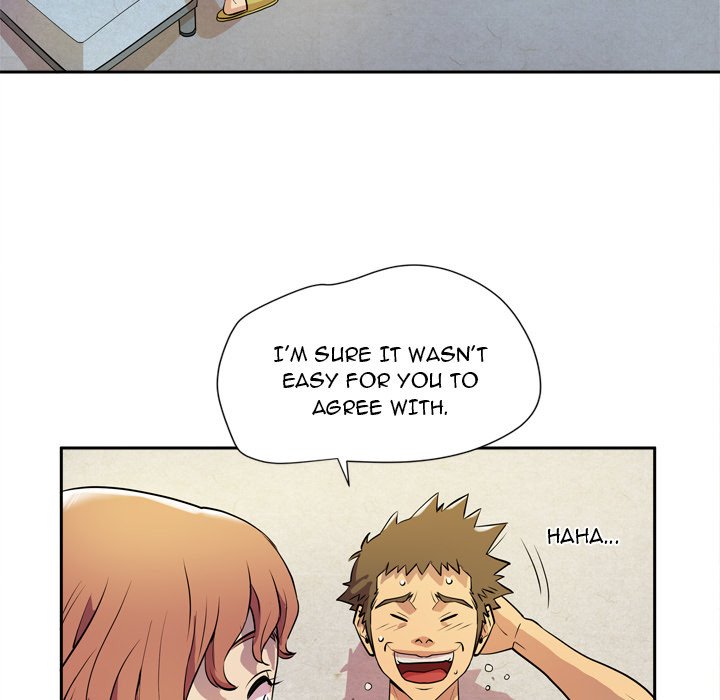 I'M SURE IT WASN'T
EASY FOR YOU TO
AGREE WITH.
HAHA...